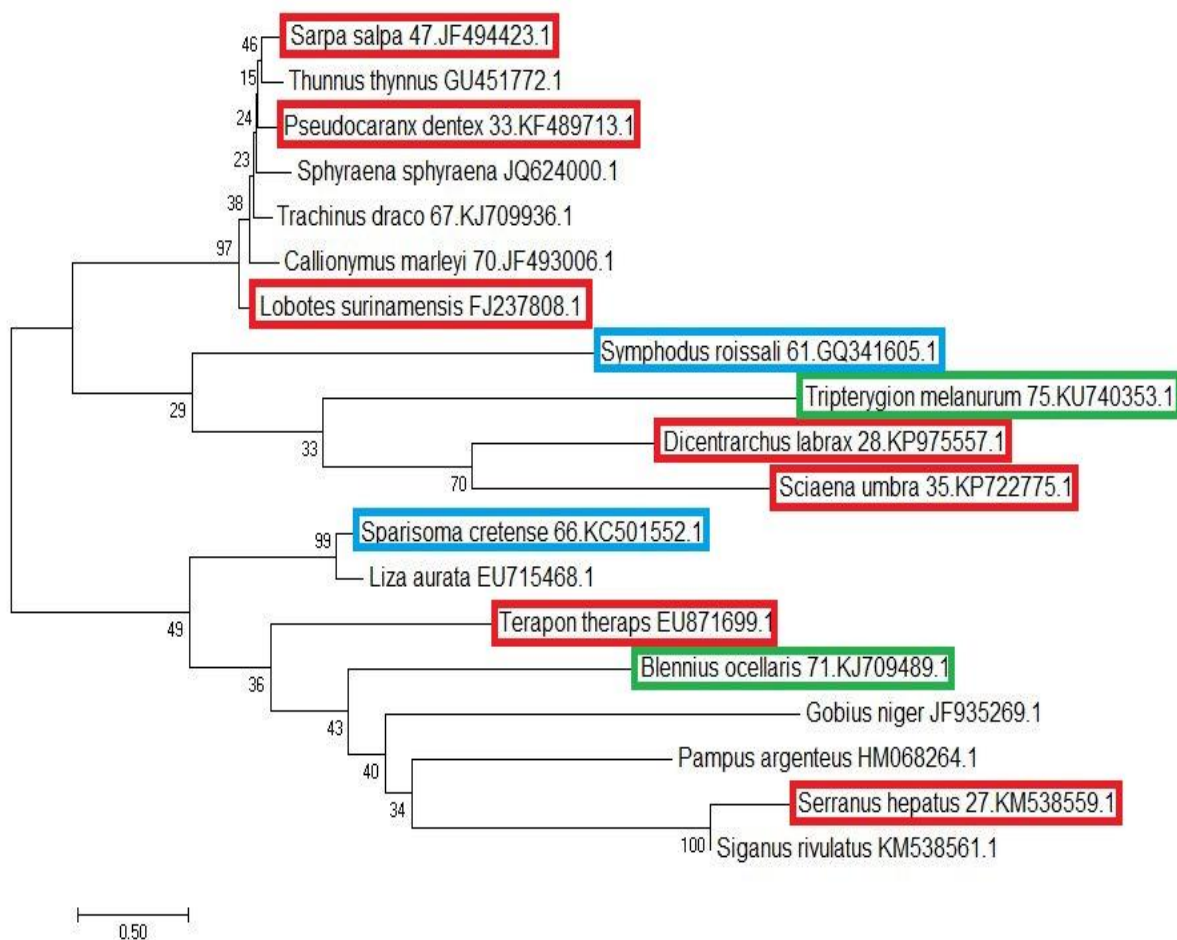 46
Sarpa salpa 47.JF494423.1
15
Thunnus thynnus GU451772.1
24
Pseudocaranx dentex 33.KF489713.1
23
Sphyraena sphyraena JQ624000.1
38
Trachinus draco 67.KJ709936.1
97
Callionymus marleyi 70.JF493006.1
Lobotes surinamensis FJ237808.1
Symphodus roissali 61.GQ341605.1
29
Tripterygion melanurum 75.KU740353.1
33
Dicentrarchus labrax 28.KP975557.1
70
Sciaena umbra 35.KP722775.1
Sparisoma cretense 66.KC501552.1
99
Liza aurata EU715468.1
49
Terapon theraps EU871699.1
36
Blennius ocellaris 71.KJ709489.1
43
Gobius niger JF935269.1
40
Pampus argenteus HM068264.1
34
Serranus hepatus 27.KM538559.1
100
Siganus rivulatus KM538561.1
0.50